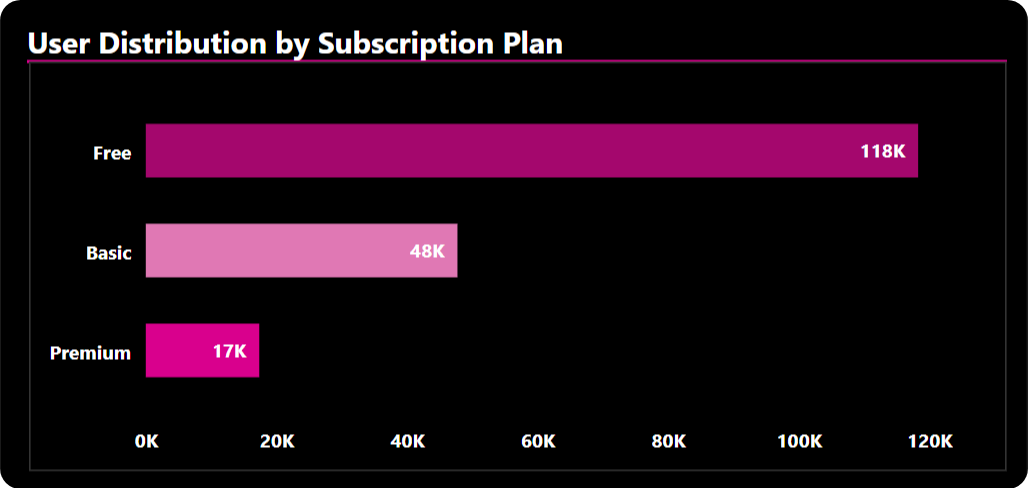 User Distribution by Subscription Plan
Free 118K
Basic 48K
Premium 17K
0K 20K 40K 60K 80K 100K 120K